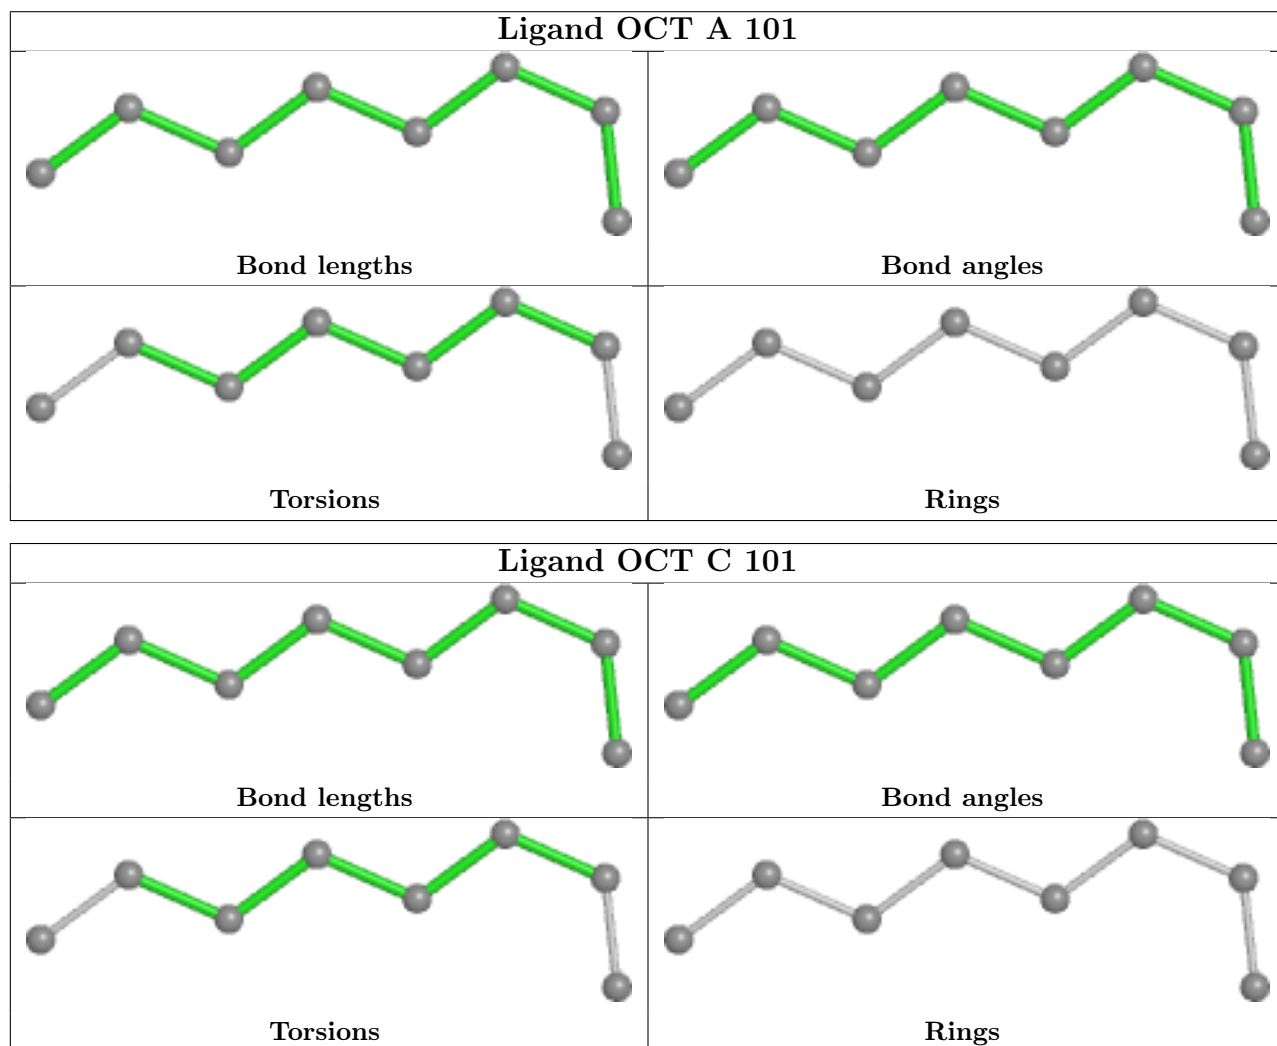 Ligand OCT A 101
Bond lengths
Bond angles
Torsions
Rings
Ligand OCT C 101
Bond lengths
Bond angles
Torsions
Rings